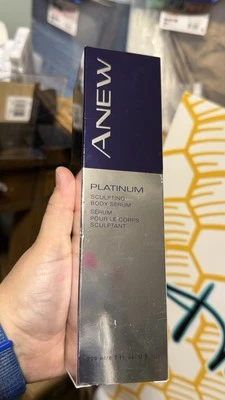 ANEW
PLATINUM
SCULPTING
BODY SERUM
SÉRUM
POUR LE CORPS
SCULPTANT